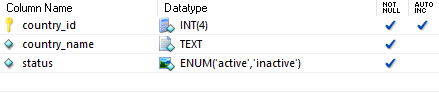 Column Name Datatype NOT NULL AUTO INC
country_id INT(4)
country_name TEXT
status ENUM('active','inactive')